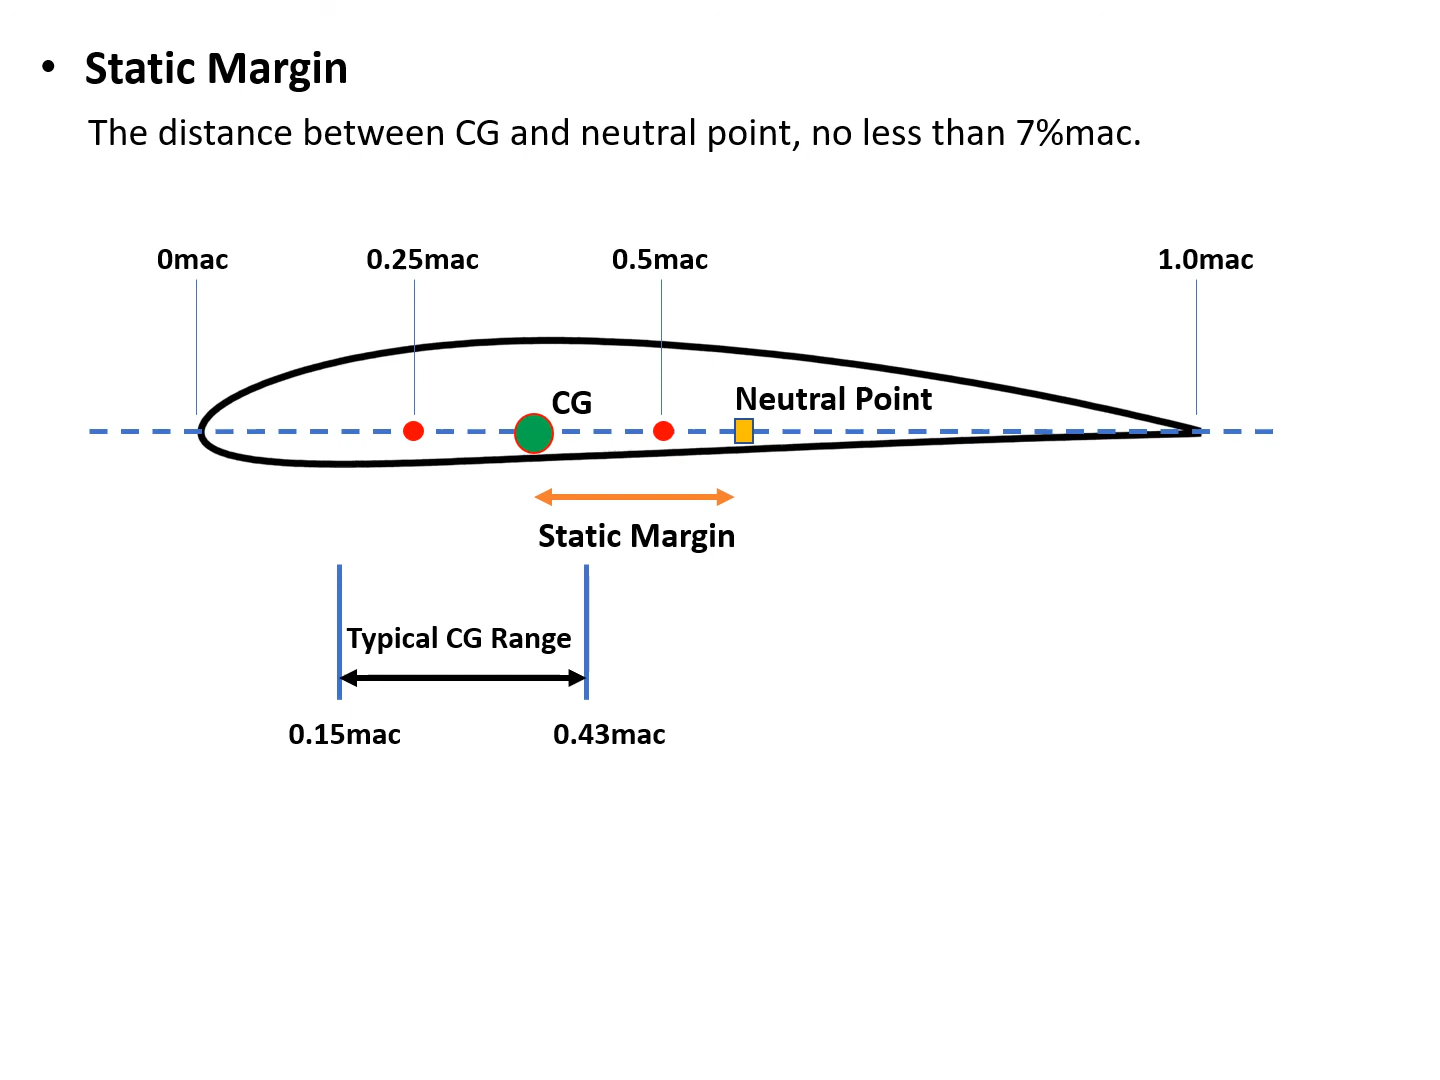 • Static Margin
The distance between CG and neutral point, no less than 7%mac.
0mac 0.25mac 0.5mac 1.0mac
CG Neutral Point
Static Margin
Typical CG Range
0.15mac 0.43mac